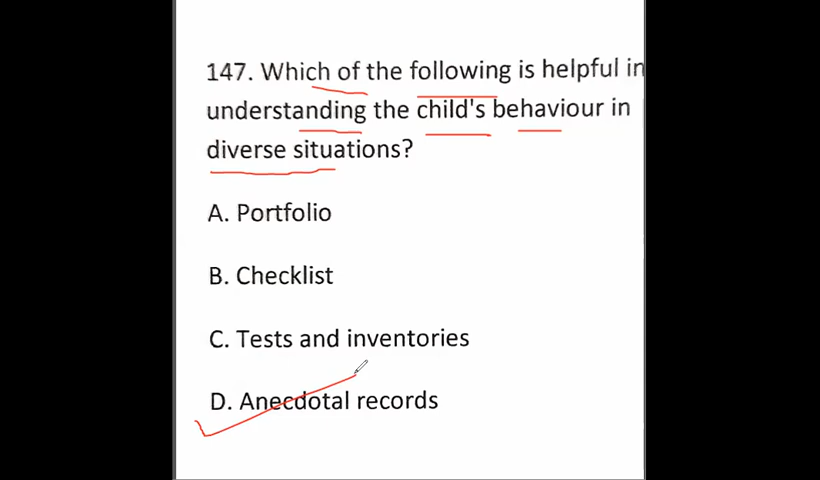 147. Which of the following is helpful in
understanding the child's behaviour in
diverse situations?
A. Portfolio
B. Checklist
C. Tests and inventories
D. Anecdotal records